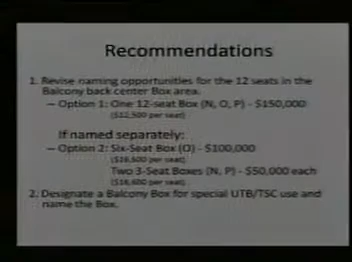 Recommendations
1. Revise naming opportunities for the 12 seats in the
Balcony back center Box area.
– Option 1: One 12-seat Box (N, O, P) - $150,000
($12,500 per seat)
If named separately:
– Option 2: Six-Seat Box (O) - $100,000
($16,600 per seat)
Two 3-Seat Boxes (N, P) - $50,000 each
($16,600 per seat)
2. Designate a Balcony Box for special UTB/TSC use and
name the Box.